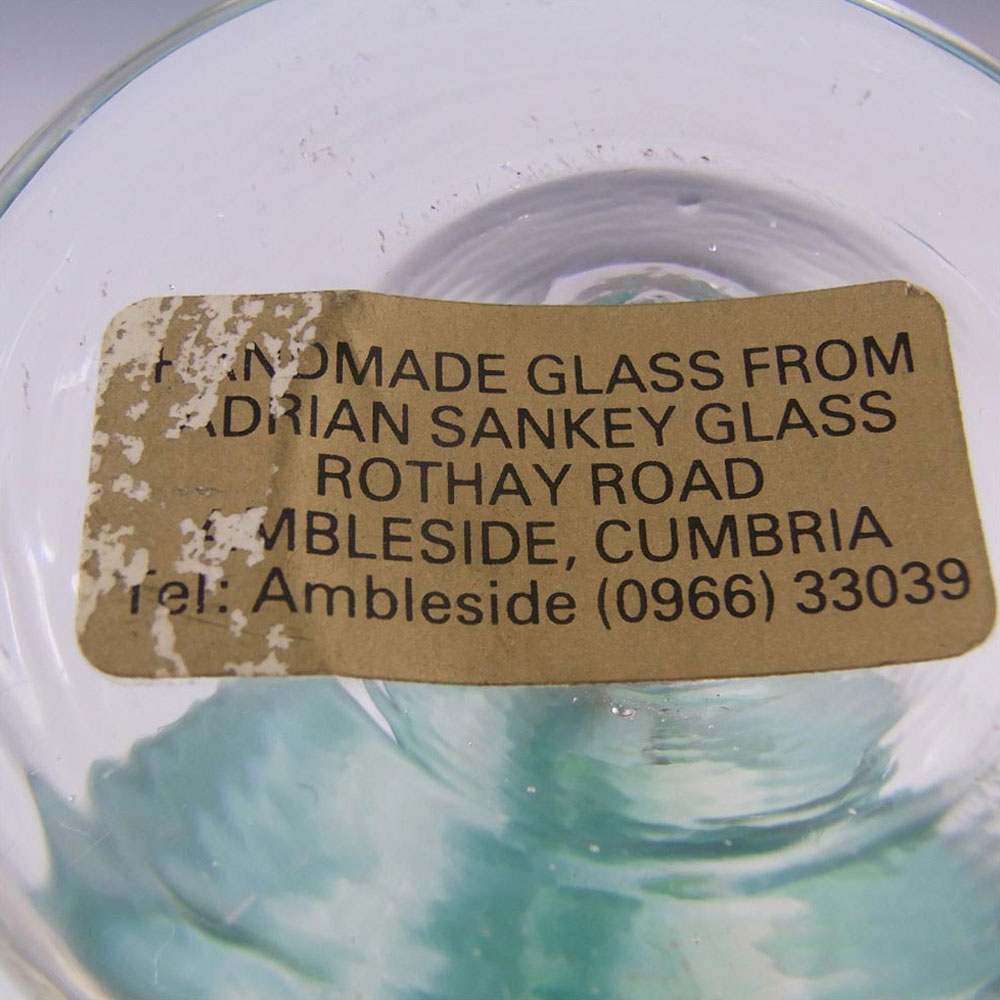 HANDMADE GLASS FROM
ADRIAN SANKEY GLASS
ROTHAY ROAD
AMBLESIDE, CUMBRIA
Tel: Ambleside (0966) 33039